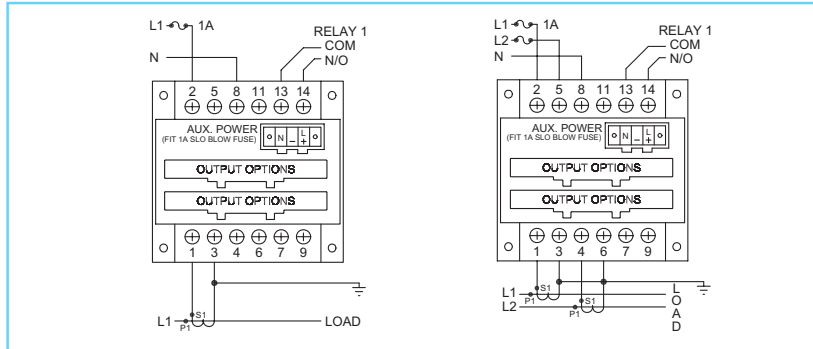 L1 1A
RELAY 1
COM
N/O
N
2 5 8 11 13 14
AUX. POWER
(FIT 1A SLO BLOW FUSE)
N - L +
OUTPUT OPTIONS
OUTPUT OPTIONS
1 3 4 6 7 9
S1
L1 P1 LOAD
L1 1A
L2
RELAY 1
COM
N/O
N
2 5 8 11 13 14
AUX. POWER
(FIT 1A SLO BLOW FUSE)
N - L +
OUTPUT OPTIONS
OUTPUT OPTIONS
1 3 4 6 7 9
L1 P1 S1
L2 P1 S1
LOAD